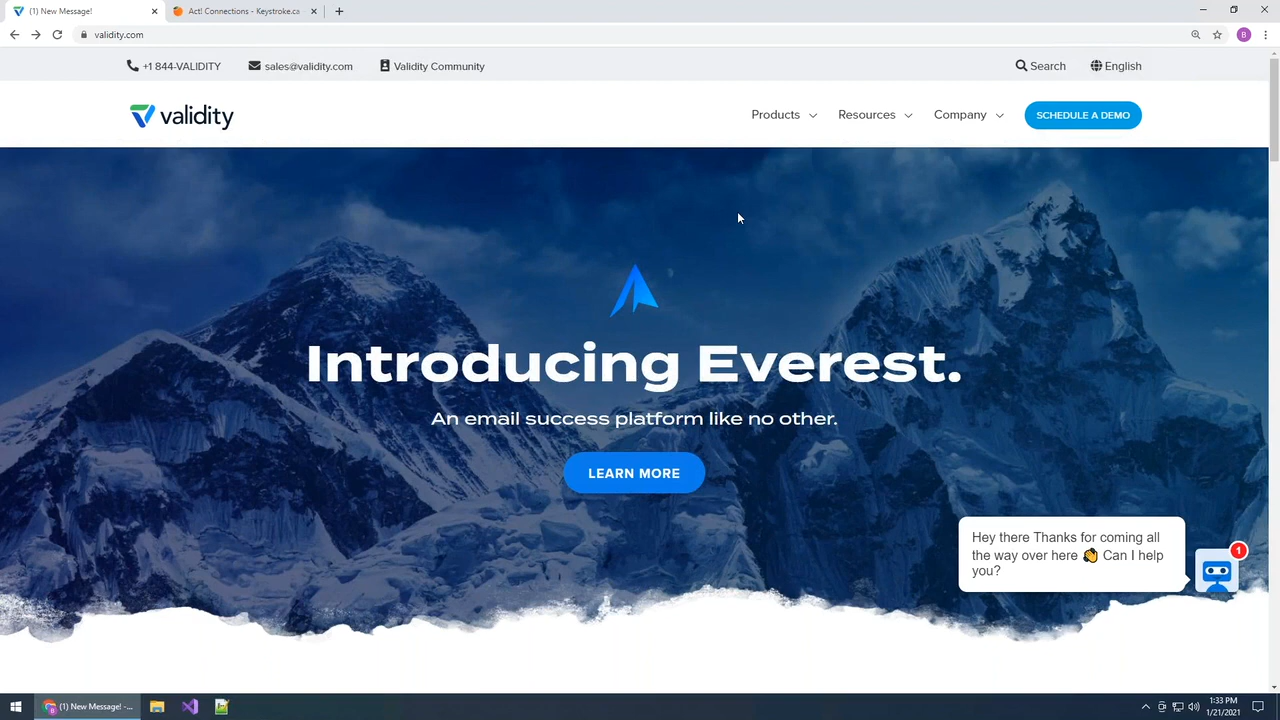 (1) New Message!
Act! Connections - Keystroke.ca
validity.com
B
+1 844-VALIDITY
sales@validity.com
Validity Community
Search
English
validity
Products
Resources
Company
SCHEDULE A DEMO
Introducing Everest.
An email success platform like no other.
LEARN MORE
Hey there Thanks for coming all
the way over here 👏 Can I help
you?
1
(1) New Message! -...
1:33 PM
1/21/2021